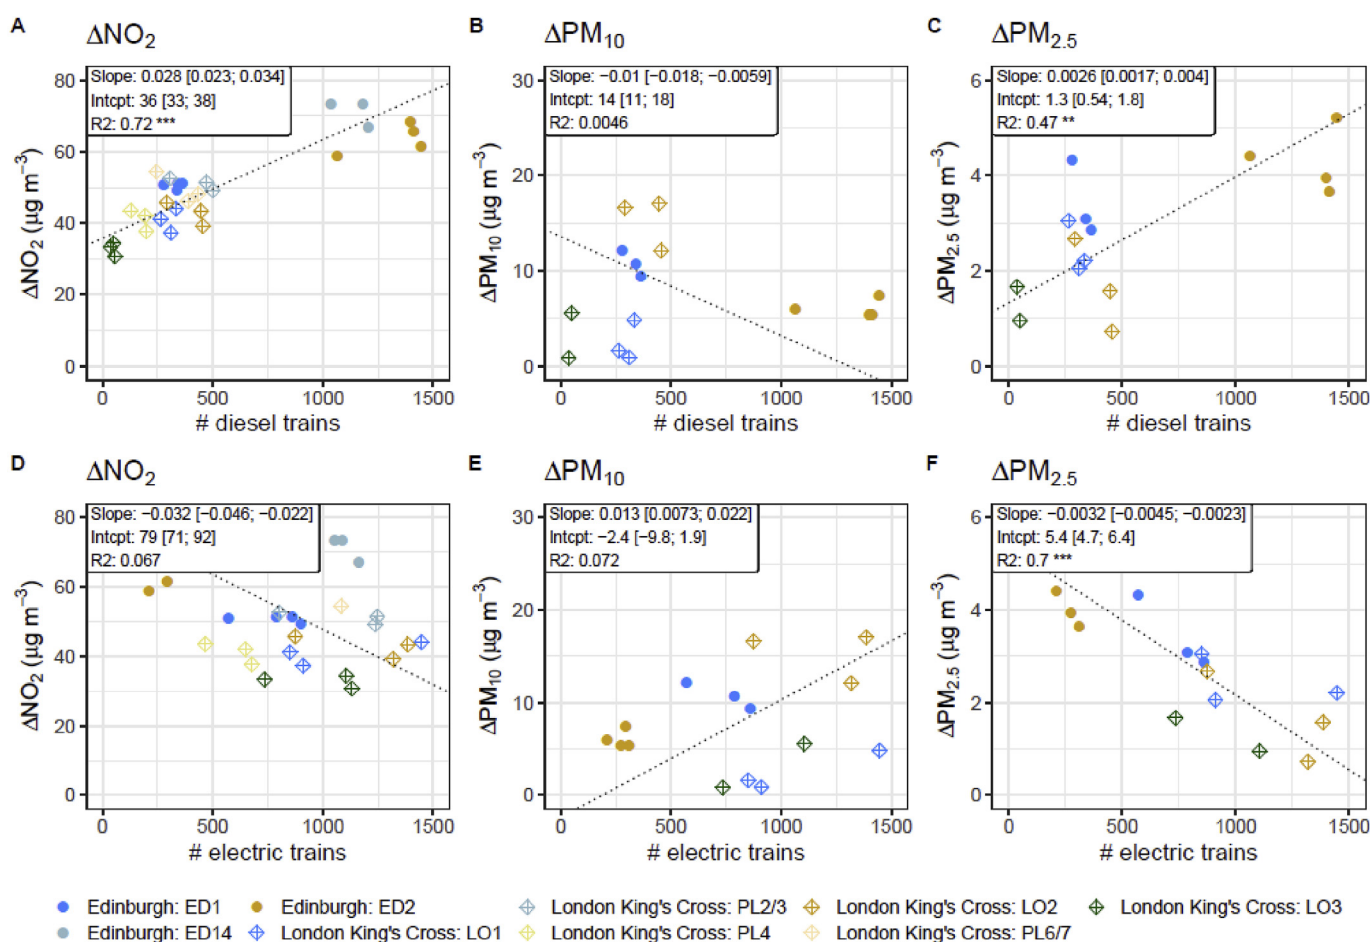 A
ΔNO₂
B
ΔPM₁₀
C
ΔPM₂.₅
Slope: 0.028 [0.023; 0.034]
Intcpt: 36 [33; 38]
R2: 0.72 ***
80
60
40
20
0
ΔNO₂ (µg m⁻³)
0
500
1000
1500
# diesel trains
Slope: −0.01 [−0.018; −0.0059]
Intcpt: 14 [11; 18]
R2: 0.0046
30
20
10
0
ΔPM₁₀ (µg m⁻³)
0
500
1000
1500
# diesel trains
Slope: 0.0026 [0.0017; 0.004]
Intcpt: 1.3 [0.54; 1.8]
R2: 0.47 **
6
4
2
0
ΔPM₂.₅ (µg m⁻³)
0
500
1000
1500
# diesel trains
D
ΔNO₂
E
ΔPM₁₀
F
ΔPM₂.₅
Slope: −0.032 [−0.046; −0.022]
Intcpt: 79 [71; 92]
R2: 0.067
80
60
40
20
0
ΔNO₂ (µg m⁻³)
0
500
1000
1500
# electric trains
Slope: 0.013 [0.0073; 0.022]
Intcpt: −2.4 [−9.8; 1.9]
R2: 0.072
30
20
10
0
ΔPM₁₀ (µg m⁻³)
0
500
1000
1500
# electric trains
Slope: −0.0032 [−0.0045; −0.0023]
Intcpt: 5.4 [4.7; 6.4]
R2: 0.7 ***
6
4
2
0
ΔPM₂.₅ (µg m⁻³)
0
500
1000
1500
# electric trains
Edinburgh: ED1
Edinburgh: ED2
London King's Cross: PL2/3
London King's Cross: LO2
London King's Cross: LO3
Edinburgh: ED14
London King's Cross: LO1
London King's Cross: PL4
London King's Cross: PL6/7